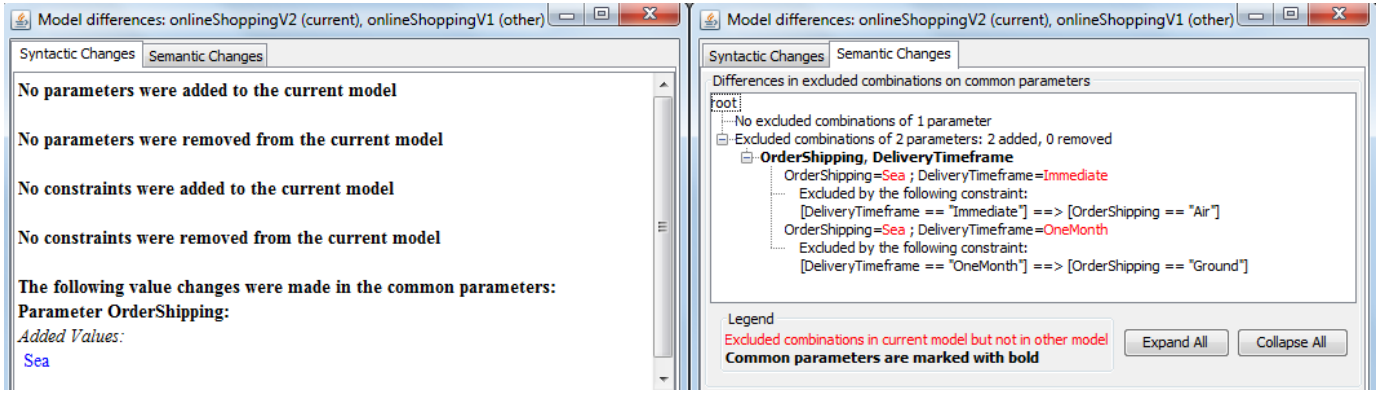 Model differences: onlineShoppingV2 (current), onlineShoppingV1 (other)
Syntactic Changes
Semantic Changes
No parameters were added to the current model
No parameters were removed from the current model
No constraints were added to the current model
No constraints were removed from the current model
The following value changes were made in the common parameters:
Parameter OrderShipping:
Added Values:
Sea
Model differences: onlineShoppingV2 (current), onlineShoppingV1 (other)
Syntactic Changes
Semantic Changes
Differences in excluded combinations on common parameters
root
No excluded combinations of 1 parameter
Excluded combinations of 2 parameters: 2 added, 0 removed
OrderShipping, DeliveryTimeframe
OrderShipping=Sea ; DeliveryTimeframe=Immediate
Excluded by the following constraint:
[DeliveryTimeframe == "Immediate"] ==> [OrderShipping == "Air"]
OrderShipping=Sea ; DeliveryTimeframe=OneMonth
Excluded by the following constraint:
[DeliveryTimeframe == "OneMonth"] ==> [OrderShipping == "Ground"]
Legend
Excluded combinations in current model but not in other model
Common parameters are marked with bold
Expand All
Collapse All